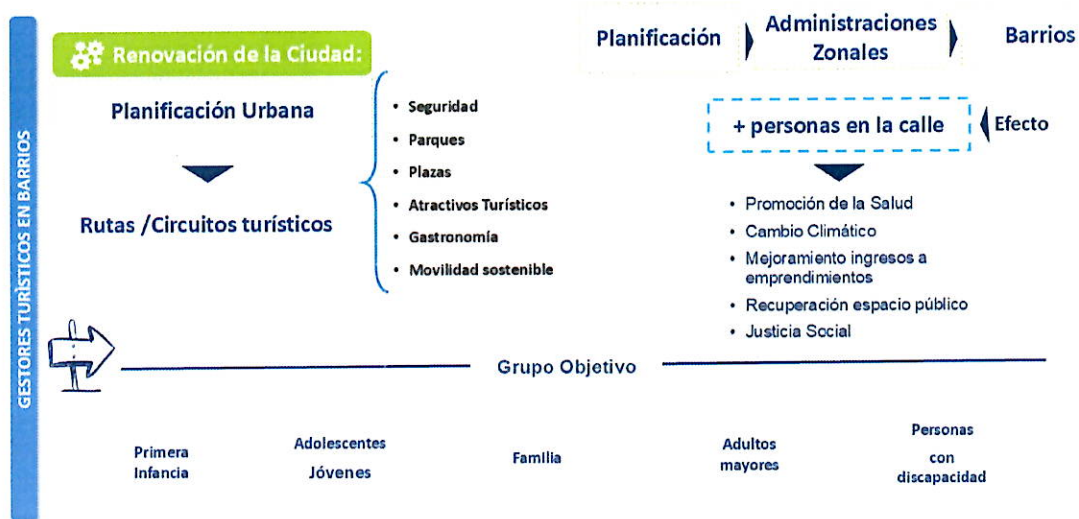 GESTORES TURÍSTICOS EN BARRIOS
Renovación de la Ciudad:
Planificación Urbana
Rutas /Circuitos turísticos
• Seguridad
• Parques
• Plazas
• Atractivos Turísticos
• Gastronomía
• Movilidad sostenible
Planificación
Administraciones
Zonales
Barrios
+ personas en la calle
Efecto
• Promoción de la Salud
• Cambio Climático
• Mejoramiento ingresos a
emprendimientos
• Recuperación espacio público
• Justicia Social
Grupo Objetivo
Primera
Infancia
Adolescentes
Jóvenes
Familia
Adultos
mayores
Personas
con
discapacidad